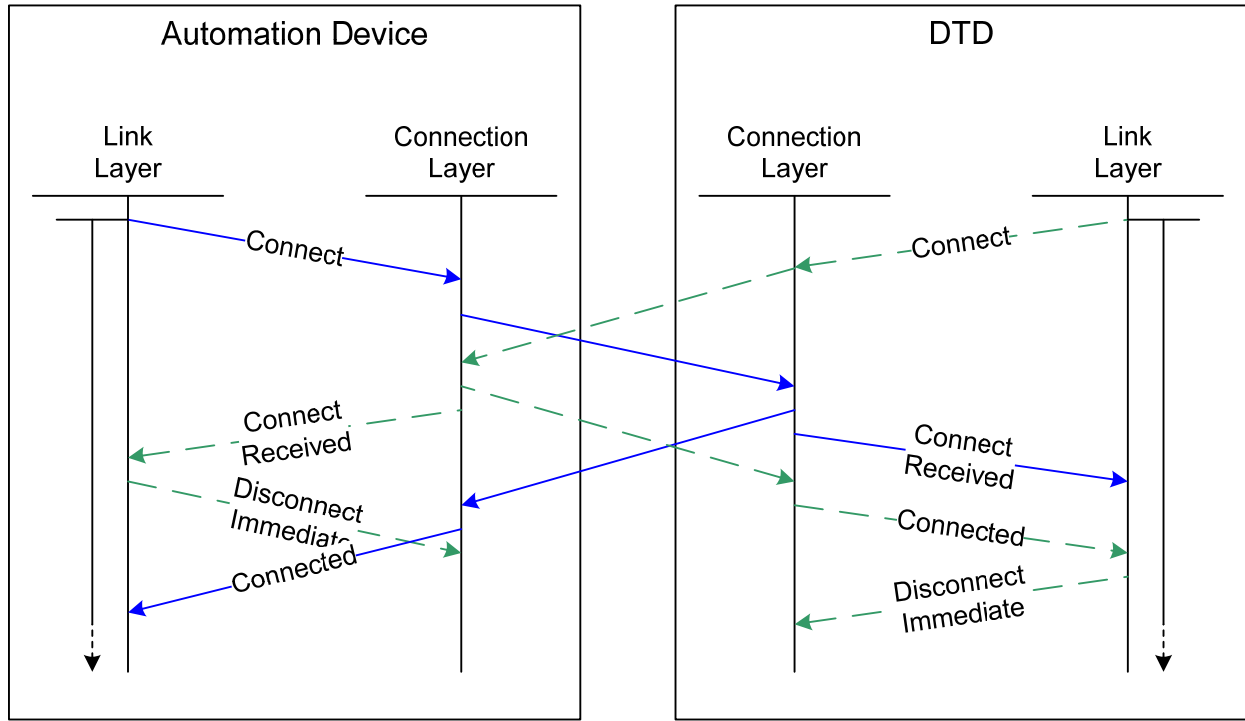 Automation Device
DTD
Link
Layer
Connection
Layer
Connection
Layer
Link
Layer
Connect
Connect
Connect
Received
Connect
Received
Disconnect
Immediate
Connected
Connected
Disconnect
Immediate